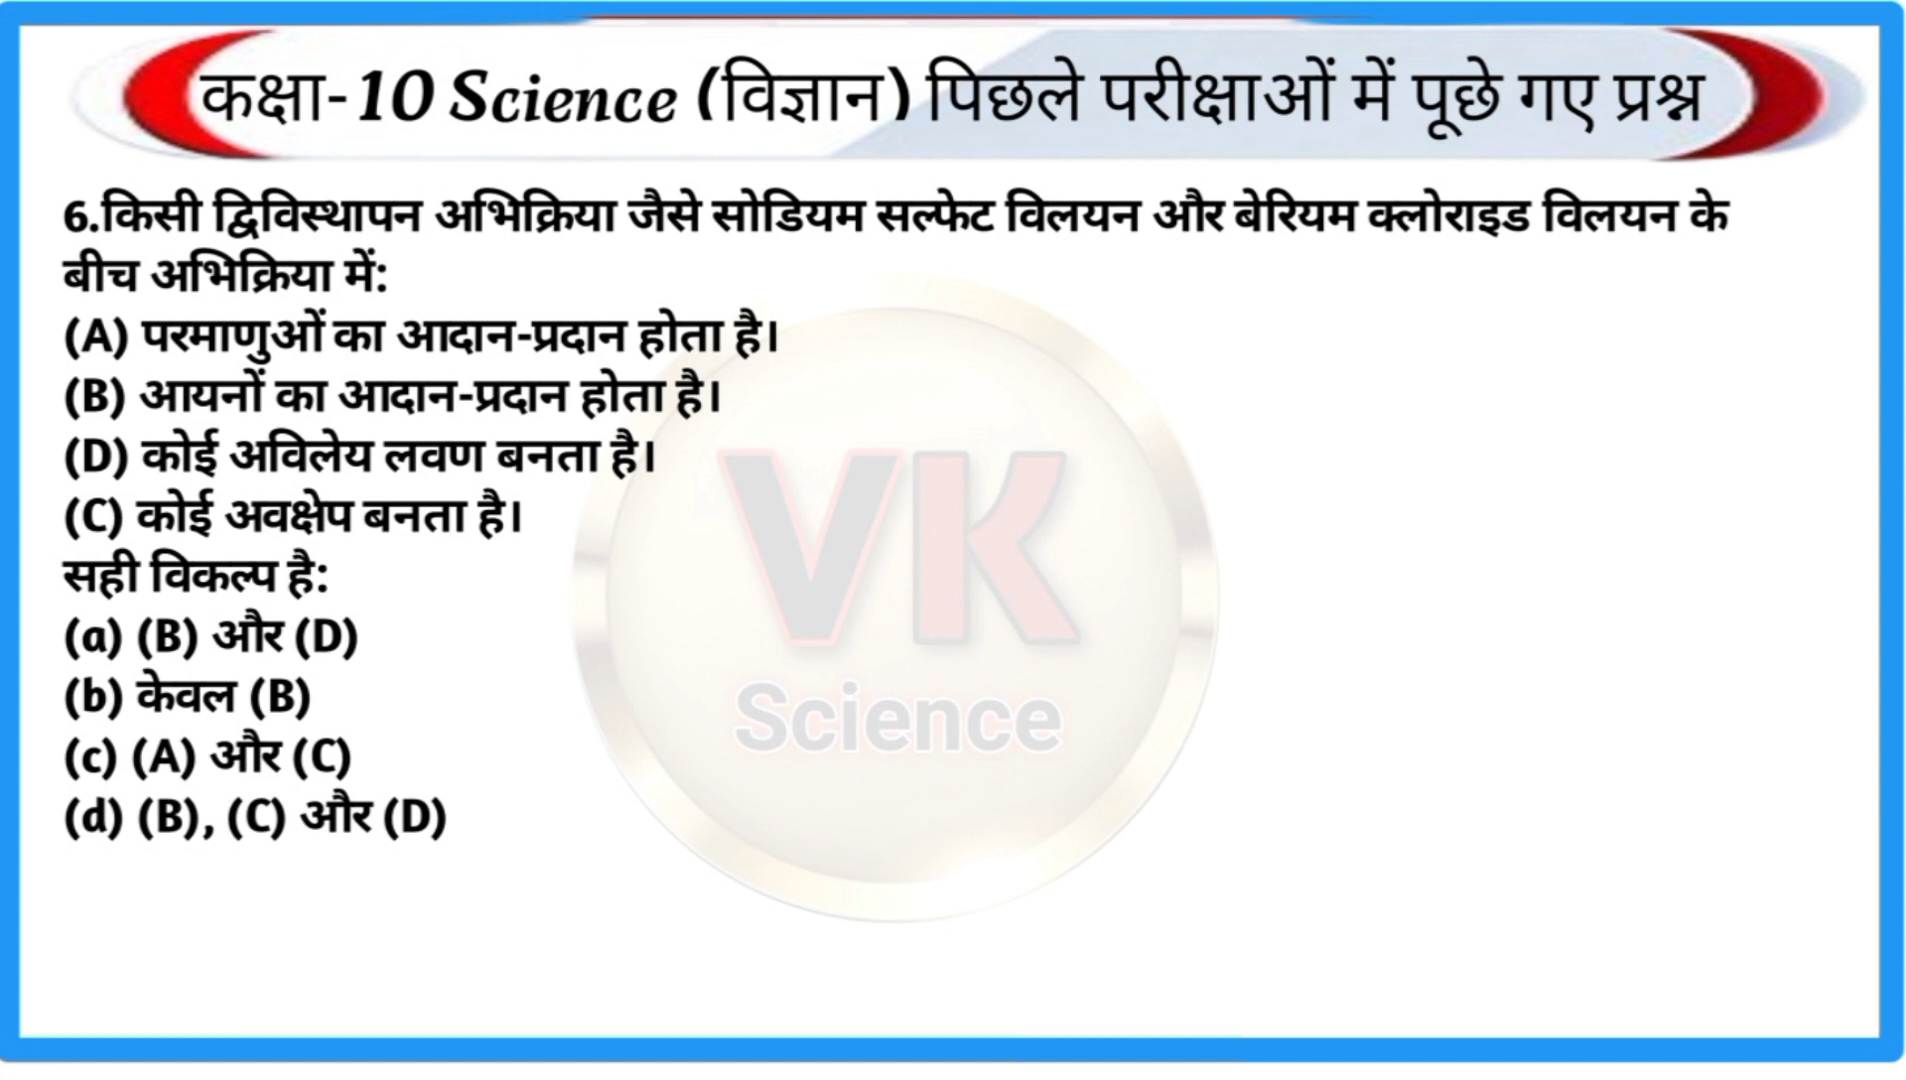 कक्षा-10 Science (विज्ञान) पिछले परीक्षाओं में पूछे गए प्रश्न
6.किसी द्विविस्थापन अभिक्रिया जैसे सोडियम सल्फेट विलयन और बेरियम क्लोराइड विलयन के
बीच अभिक्रिया में:
(A) परमाणुओं का आदान-प्रदान होता है।
(B) आयनों का आदान-प्रदान होता है।
(D) कोई अविलेय लवण बनता है।
(C) कोई अवक्षेप बनता है।
सही विकल्प है:
(a) (B) और (D)
(b) केवल (B)
(c) (A) और (C)
(d) (B), (C) और (D)
VK
Science